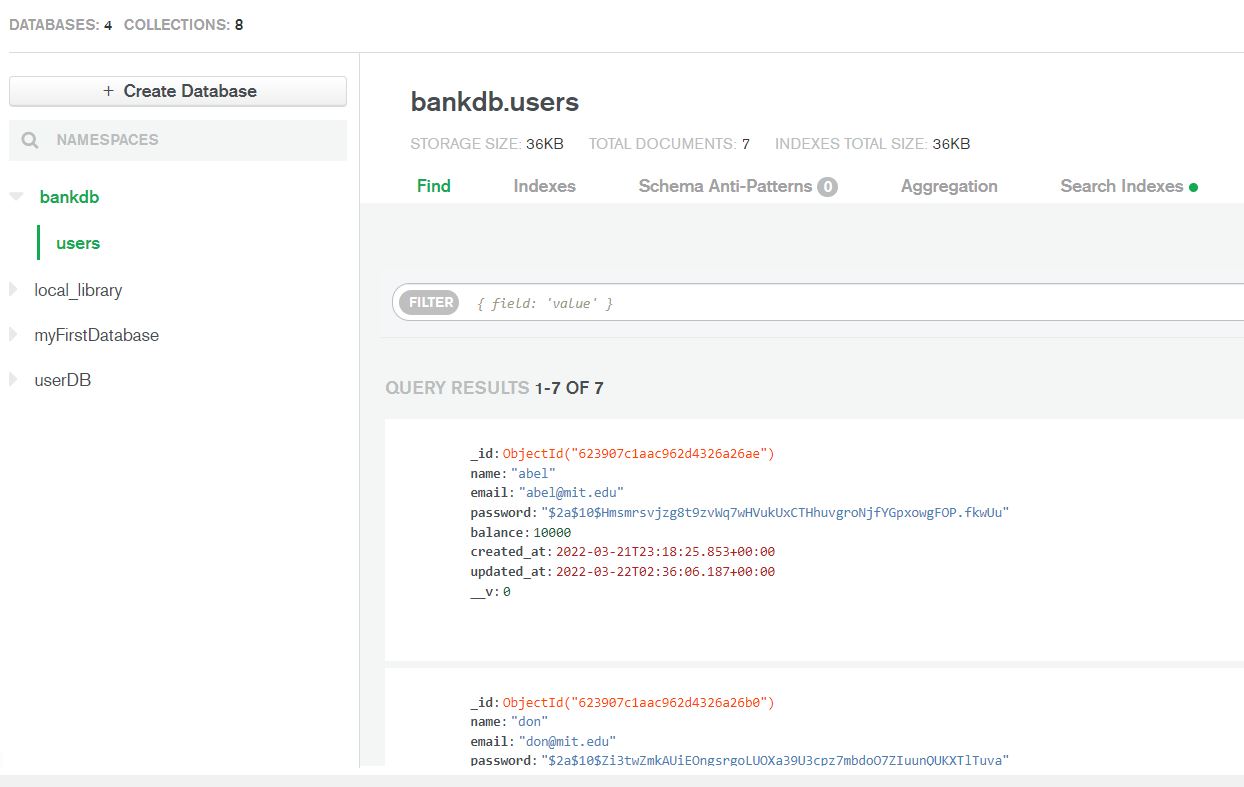 DATABASES: 4 COLLECTIONS: 8
+ Create Database
NAMESPACES
bankdb
users
local_library
myFirstDatabase
userDB
bankdb.users
STORAGE SIZE: 36KB TOTAL DOCUMENTS: 7 INDEXES TOTAL SIZE: 36KB
Find Indexes Schema Anti-Patterns 0 Aggregation Search Indexes
FILTER { field: 'value' }
QUERY RESULTS 1-7 OF 7
_id: ObjectId("623907c1aac962d4326a26ae")
name: "abel"
email: "abel@mit.edu"
password: "$2a$10$Hmsmrsvjzg8t9zvWq7wHVukUxCTHhuvgroNjfYGpxowgFOP.fkwUu"
balance: 10000
created_at: 2022-03-21T23:18:25.853+00:00
updated_at: 2022-03-22T02:36:06.187+00:00
__v: 0
_id: ObjectId("623907c1aac962d4326a26b0")
name: "don"
email: "don@mit.edu"
password: "$2a$10$Zi3twZmkAUiEOngsrgoLUOXa39U3cpz7mbdoO7ZIuunQUKXTlTuva"